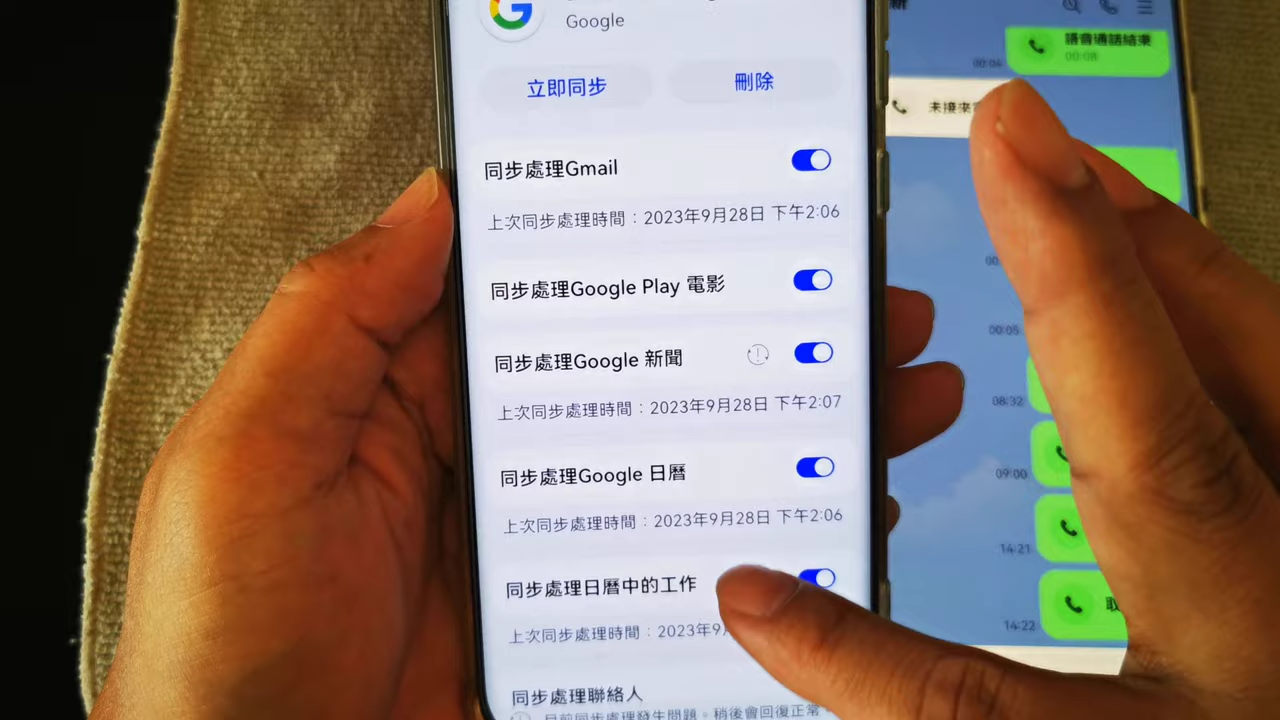 Google
立即同步
刪除
同步處理Gmail
上次同步處理時間：2023年9月28日 下午2:06
同步處理Google Play 電影
同步處理Google 新聞
上次同步處理時間：2023年9月28日 下午2:07
同步處理Google 日曆
上次同步處理時間：2023年9月28日 下午2:06
同步處理日曆中的工作
上次同步處理時間：2023年9月
同步處理聯絡人
目前同步處理發生問題。稍後會回復正常。
語音通話結束
00:08
00:04
未接來
00:05
08:32
09:00
14:21
14:22
取